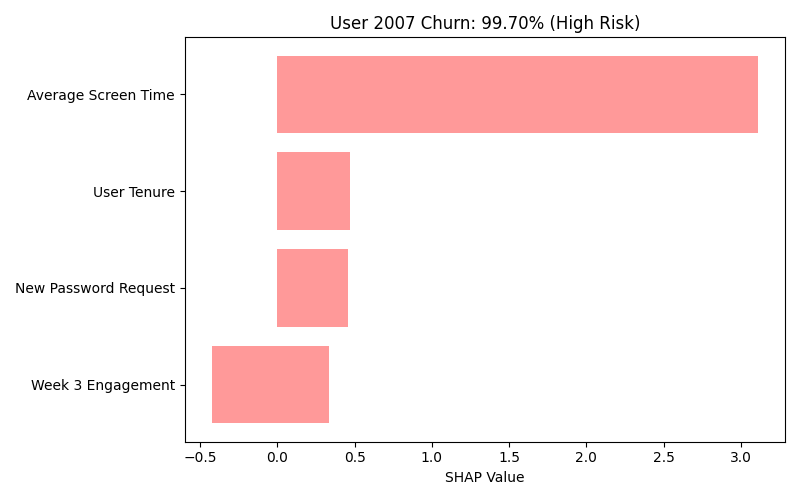 User 2007 Churn: 99.70% (High Risk)
Average Screen Time
User Tenure
New Password Request
Week 3 Engagement
−0.5 0.0 0.5 1.0 1.5 2.0 2.5 3.0
SHAP Value